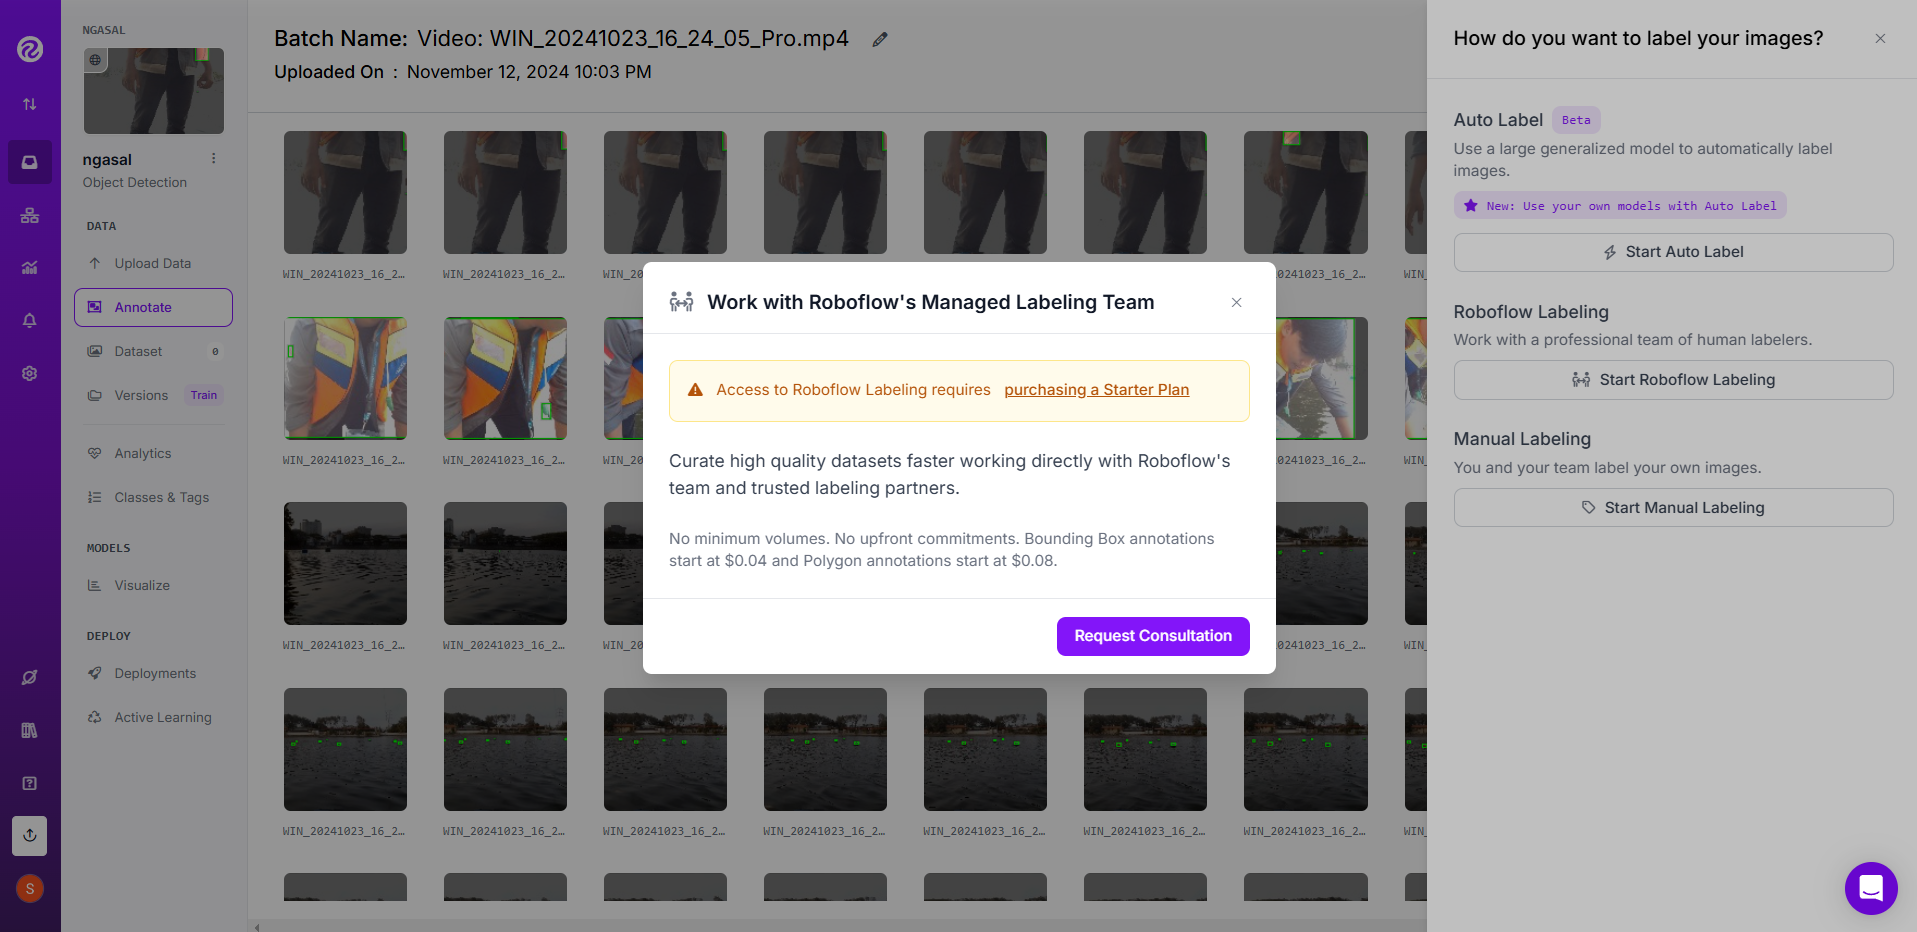 NGASAL
ngasal
Object Detection
DATA
Upload Data
Annotate
Dataset 0
Versions Train
Analytics
Classes & Tags
MODELS
Visualize
DEPLOY
Deployments
Active Learning
S
Batch Name: Video: WIN_20241023_16_24_05_Pro.mp4
Uploaded On : November 12, 2024 10:03 PM
WIN_20241023_16_2…
WIN_20241023_16_2…
WIN_20
20241023_16_2…
WIN_
WIN_20241023_16_2…
WIN_20241023_16_2…
WIN_20
20241023_16_2…
WIN_
WIN_20241023_16_2…
WIN_20241023_16_2…
WIN_20
20241023_16_2…
WIN_
WIN_20241023_16_2…
WIN_20241023_16_2…
WIN_20241023_16_2…
WIN_20241023_16_2…
WIN_20241023_16_2…
WIN_20241023_16_2…
WIN_20241023_16_2…
WIN_
Work with Roboflow's Managed Labeling Team
Access to Roboflow Labeling requires purchasing a Starter Plan
Curate high quality datasets faster working directly with Roboflow's
team and trusted labeling partners.
No minimum volumes. No upfront commitments. Bounding Box annotations
start at $0.04 and Polygon annotations start at $0.08.
Request Consultation
How do you want to label your images?
Auto Label Beta
Use a large generalized model to automatically label
images.
New: Use your own models with Auto Label
Start Auto Label
Roboflow Labeling
Work with a professional team of human labelers.
Start Roboflow Labeling
Manual Labeling
You and your team label your own images.
Start Manual Labeling